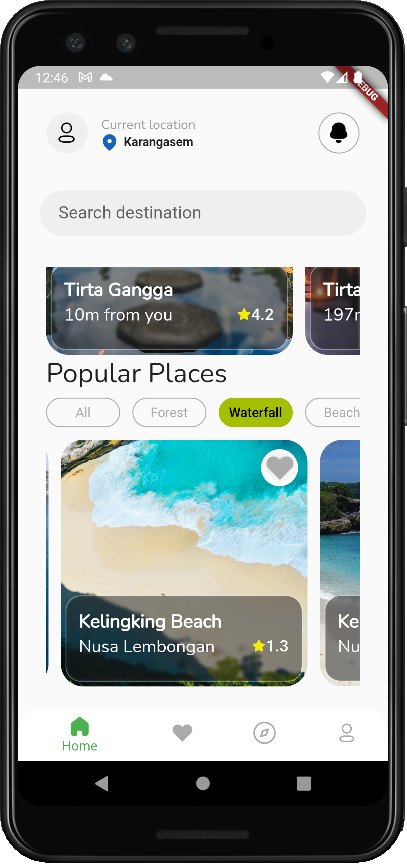 12:46
DEBUG
Current location
Karangasem
Search destination
Tirta Gangga
10m from you
4.2
Tirta
197
Popular Places
All
Forest
Waterfall
Beach
Kelingking Beach
Nusa Lembongan
1.3
Ke
Nu
Home